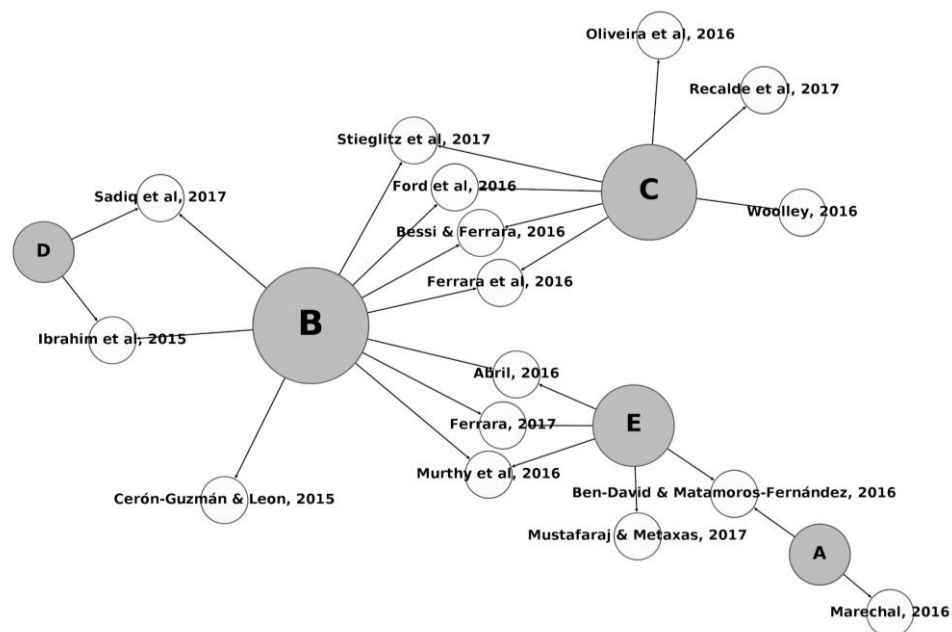 Oliveira et al, 2016
Recalde et al, 2017
Stieglitz et al, 2017
Ford et al, 2016
C
Sadiq et al, 2017
Woolley, 2016
Bessi & Ferrara, 2016
D
Ferrara et al, 2016
B
Ibrahim et al, 2015
Abril, 2016
Ferrara, 2017
E
Murthy et al, 2016
Ben-David & Matamoros-Fernández, 2016
Cerón-Guzmán & Leon, 2015
Mustafaraj & Metaxas, 2017
A
Marechal, 2016